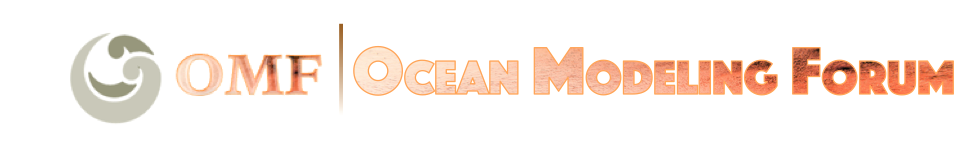 OMF | OCEAN MODELING FORUM